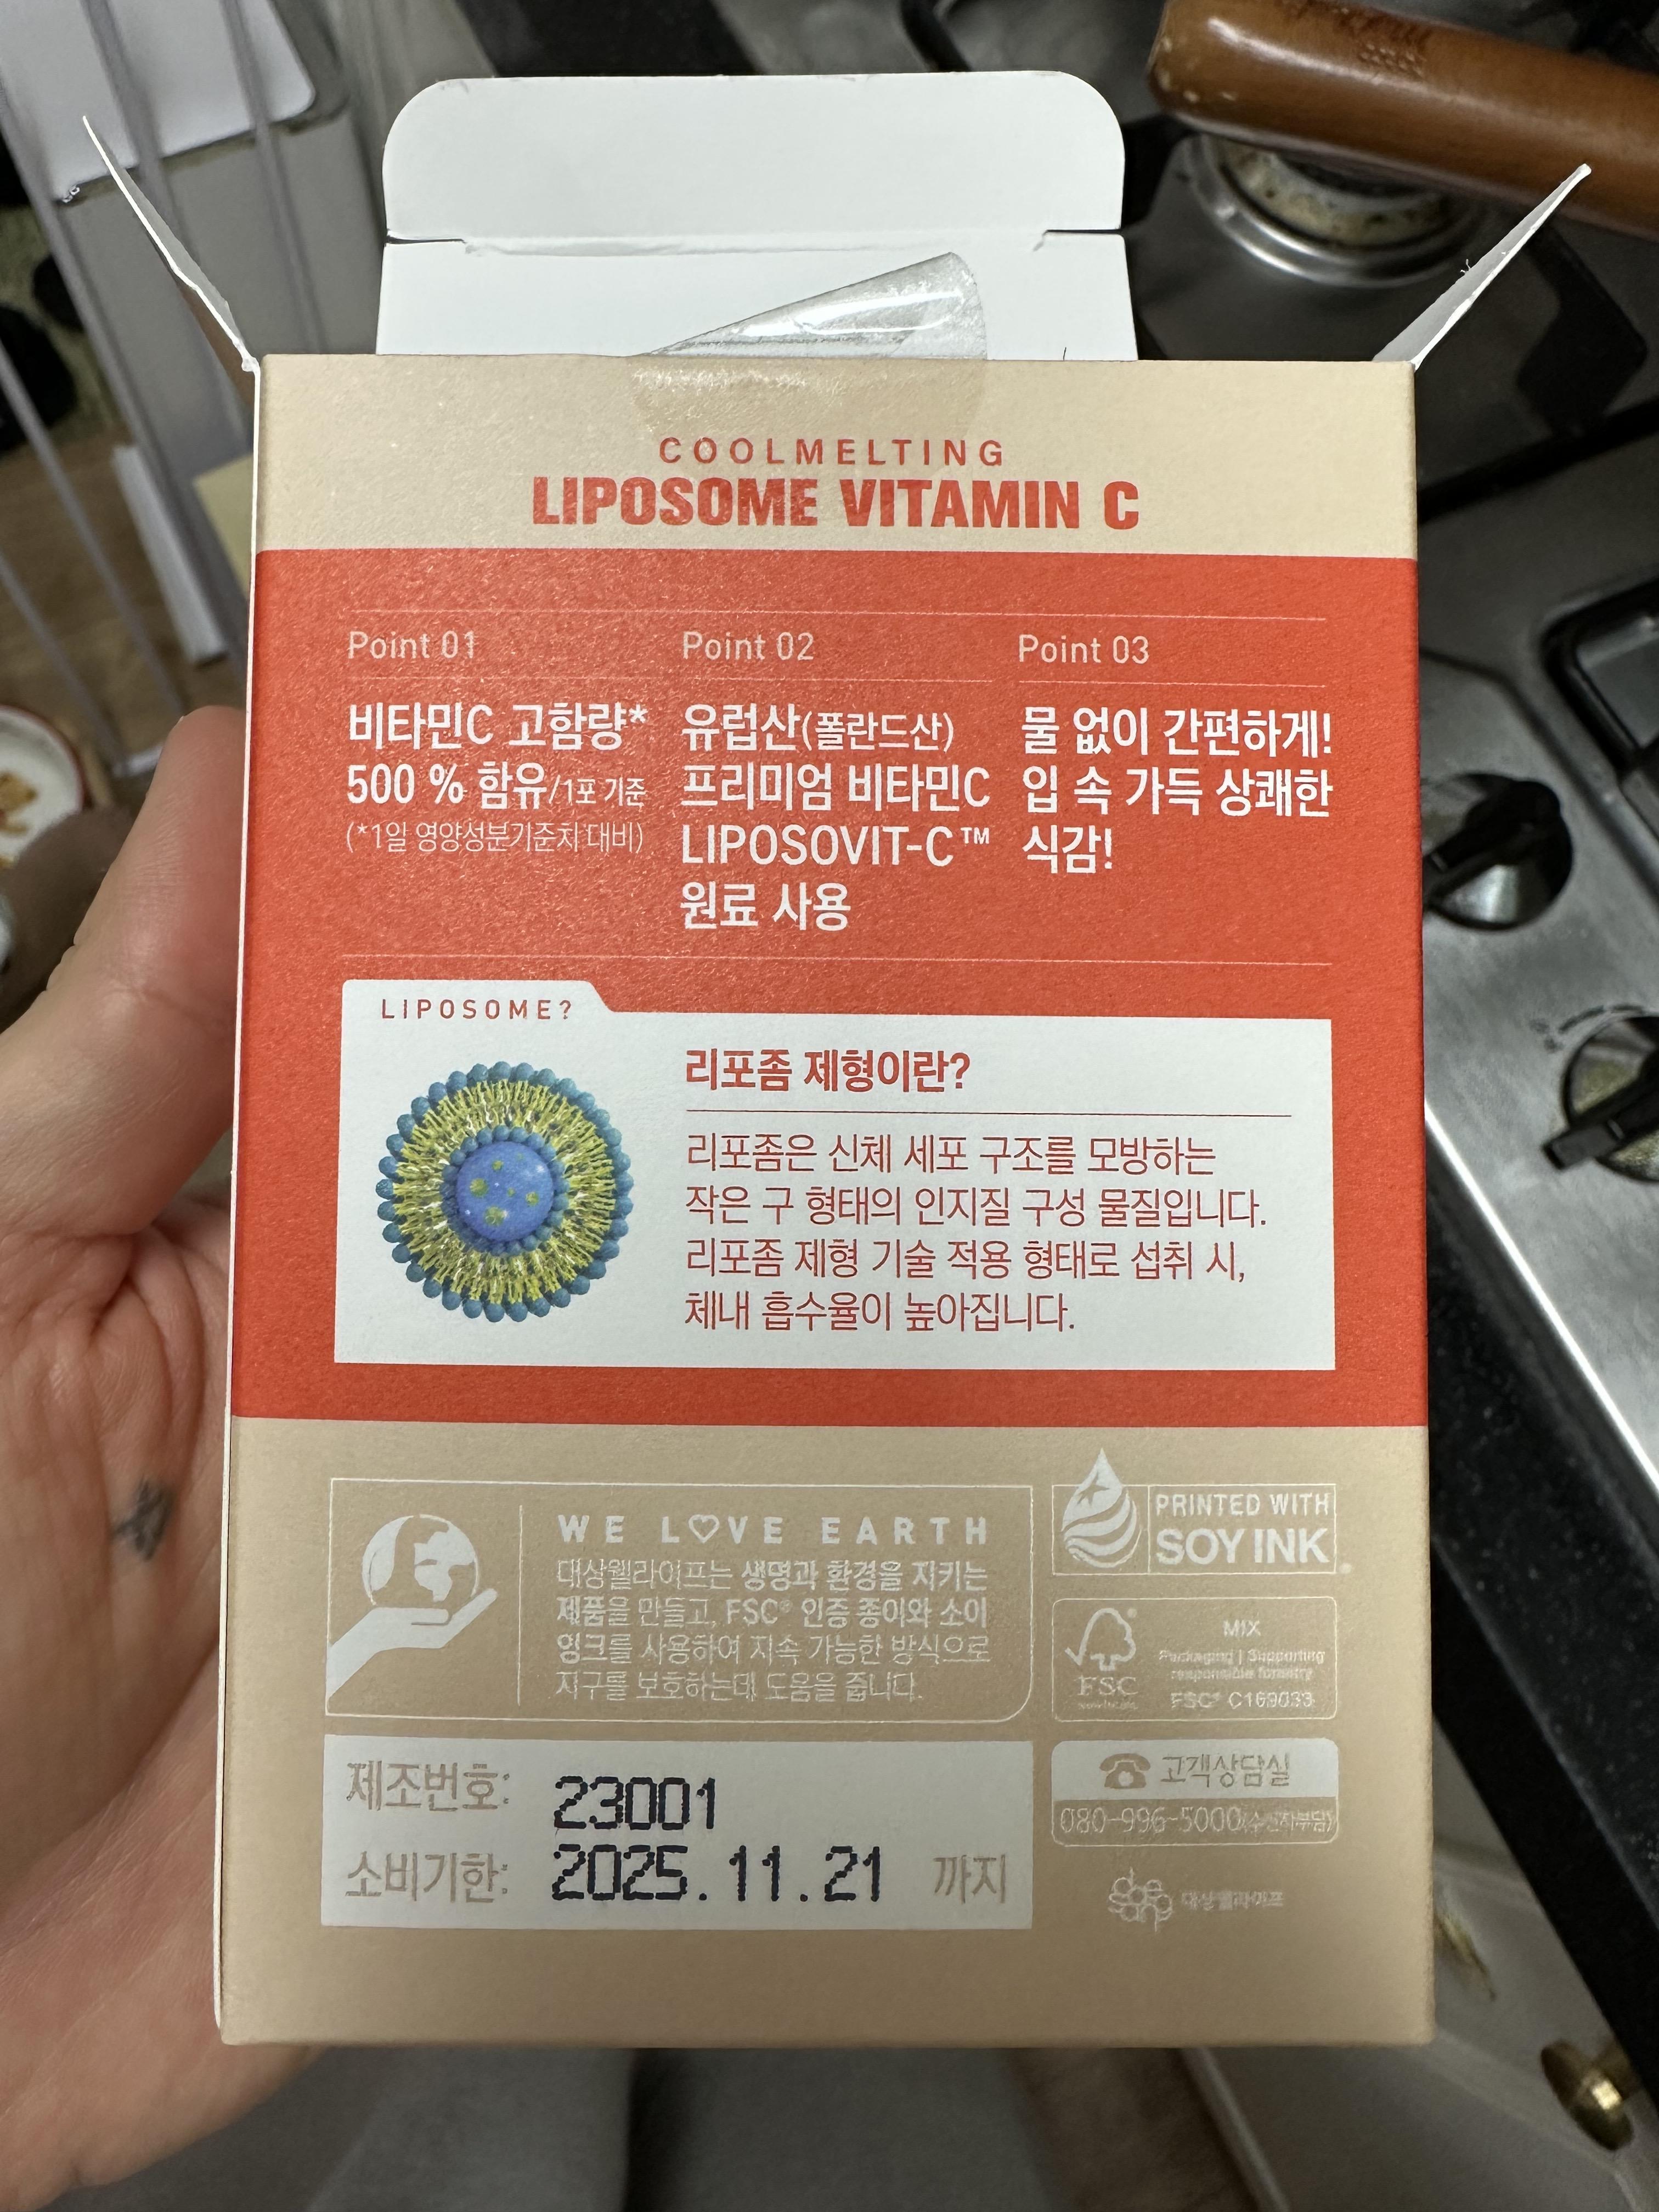 COOLMELTING
LIPOSOME VITAMIN C
Point 01
비타민C 고함량*
500 % 함유/1포 기준
(*1일 영양성분기준치 대비)
Point 02
유럽산(폴란드산)
프리미엄 비타민C
LIPOSOVIT-C™
원료 사용
Point 03
물 없이 간편하게!
입 속 가득 상쾌한
식감!
LIPOSOME?
리포좀 제형이란?
리포좀은 신체 세포 구조를 모방하는
작은 구 형태의 인지질 구성 물질입니다.
리포좀 제형 기술 적용 형태로 섭취 시,
체내 흡수율이 높아집니다.
WE L♡VE EARTH
대상웰라이프는 생명과 환경을 지키는
제품을 만들고, FSC® 인증 종이와 소이
잉크를 사용하여 지속 가능한 방식으로
지구를 보호하는데 도움을 줍니다.
PRINTED WITH
SOY INK
FSC
MIX
Packaging | Supporting
responsible forestry
FSC® C169033
제조번호: 23001
소비기한: 2025.11.21 까지
고객상담실
080-996-5000(수신자부담)
대상웰라이프